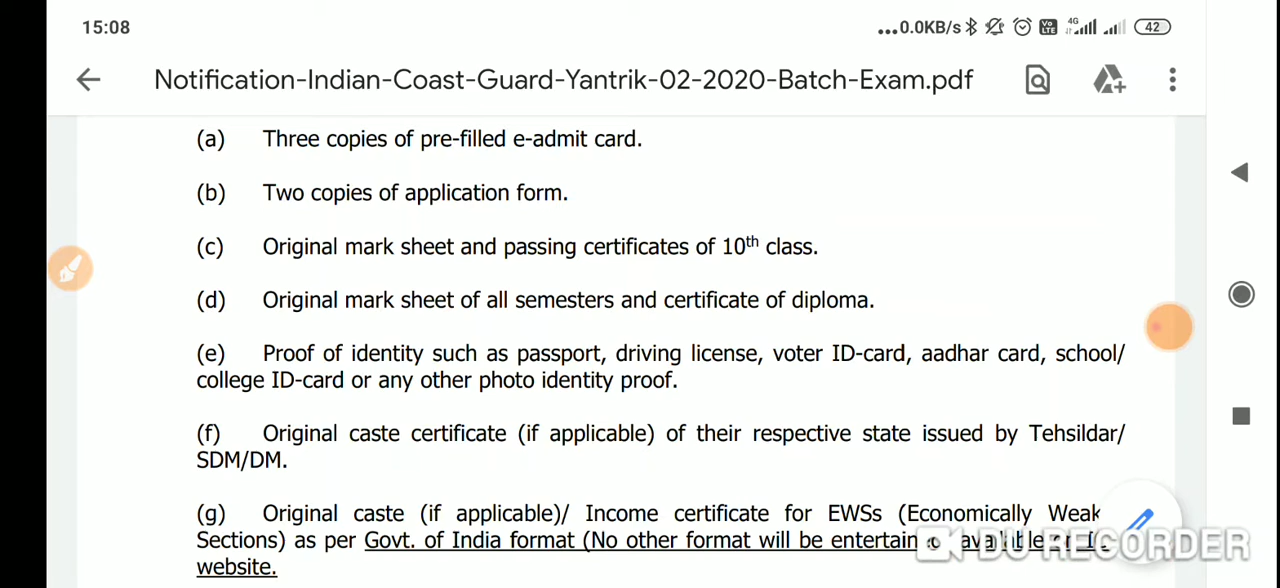 15:08
...0.0KB/s Vo LTE 4G 42
Notification-Indian-Coast-Guard-Yantrik-02-2020-Batch-Exam.pdf
(a) Three copies of pre-filled e-admit card.
(b) Two copies of application form.
(c) Original mark sheet and passing certificates of 10th class.
(d) Original mark sheet of all semesters and certificate of diploma.
(e) Proof of identity such as passport, driving license, voter ID-card, aadhar card, school/
college ID-card or any other photo identity proof.
(f) Original caste certificate (if applicable) of their respective state issued by Tehsildar/
SDM/DM.
(g) Original caste (if applicable)/ Income certificate for EWSs (Economically Weak
Sections) as per Govt. of India format (No other format will be
website.
DU RECORDER